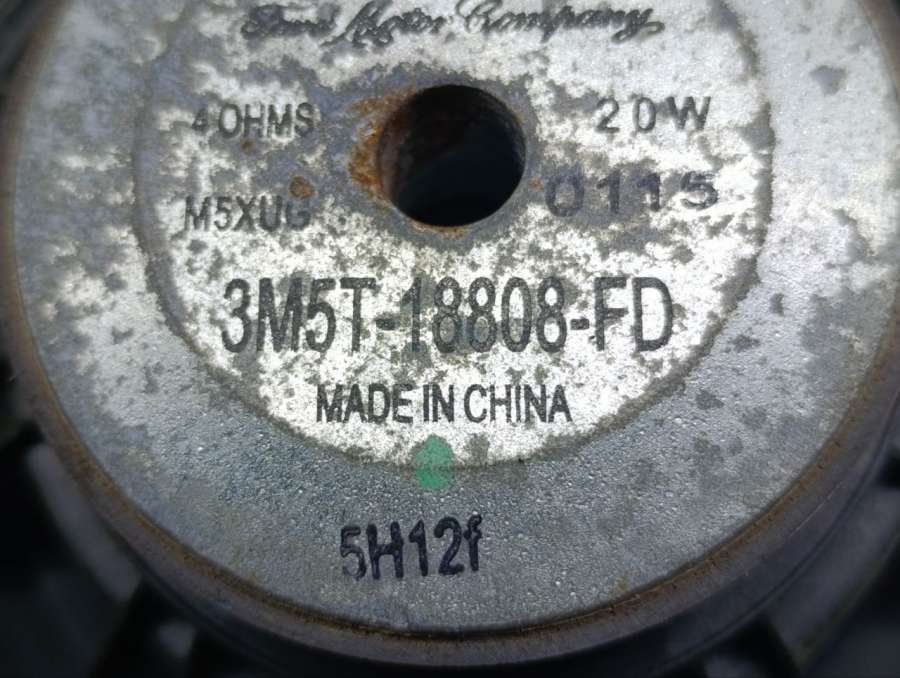 Ford Motor Company
4 OHMS 20W
M5XUG 0115
3M5T-18808-FD
MADE IN CHINA
5H12f